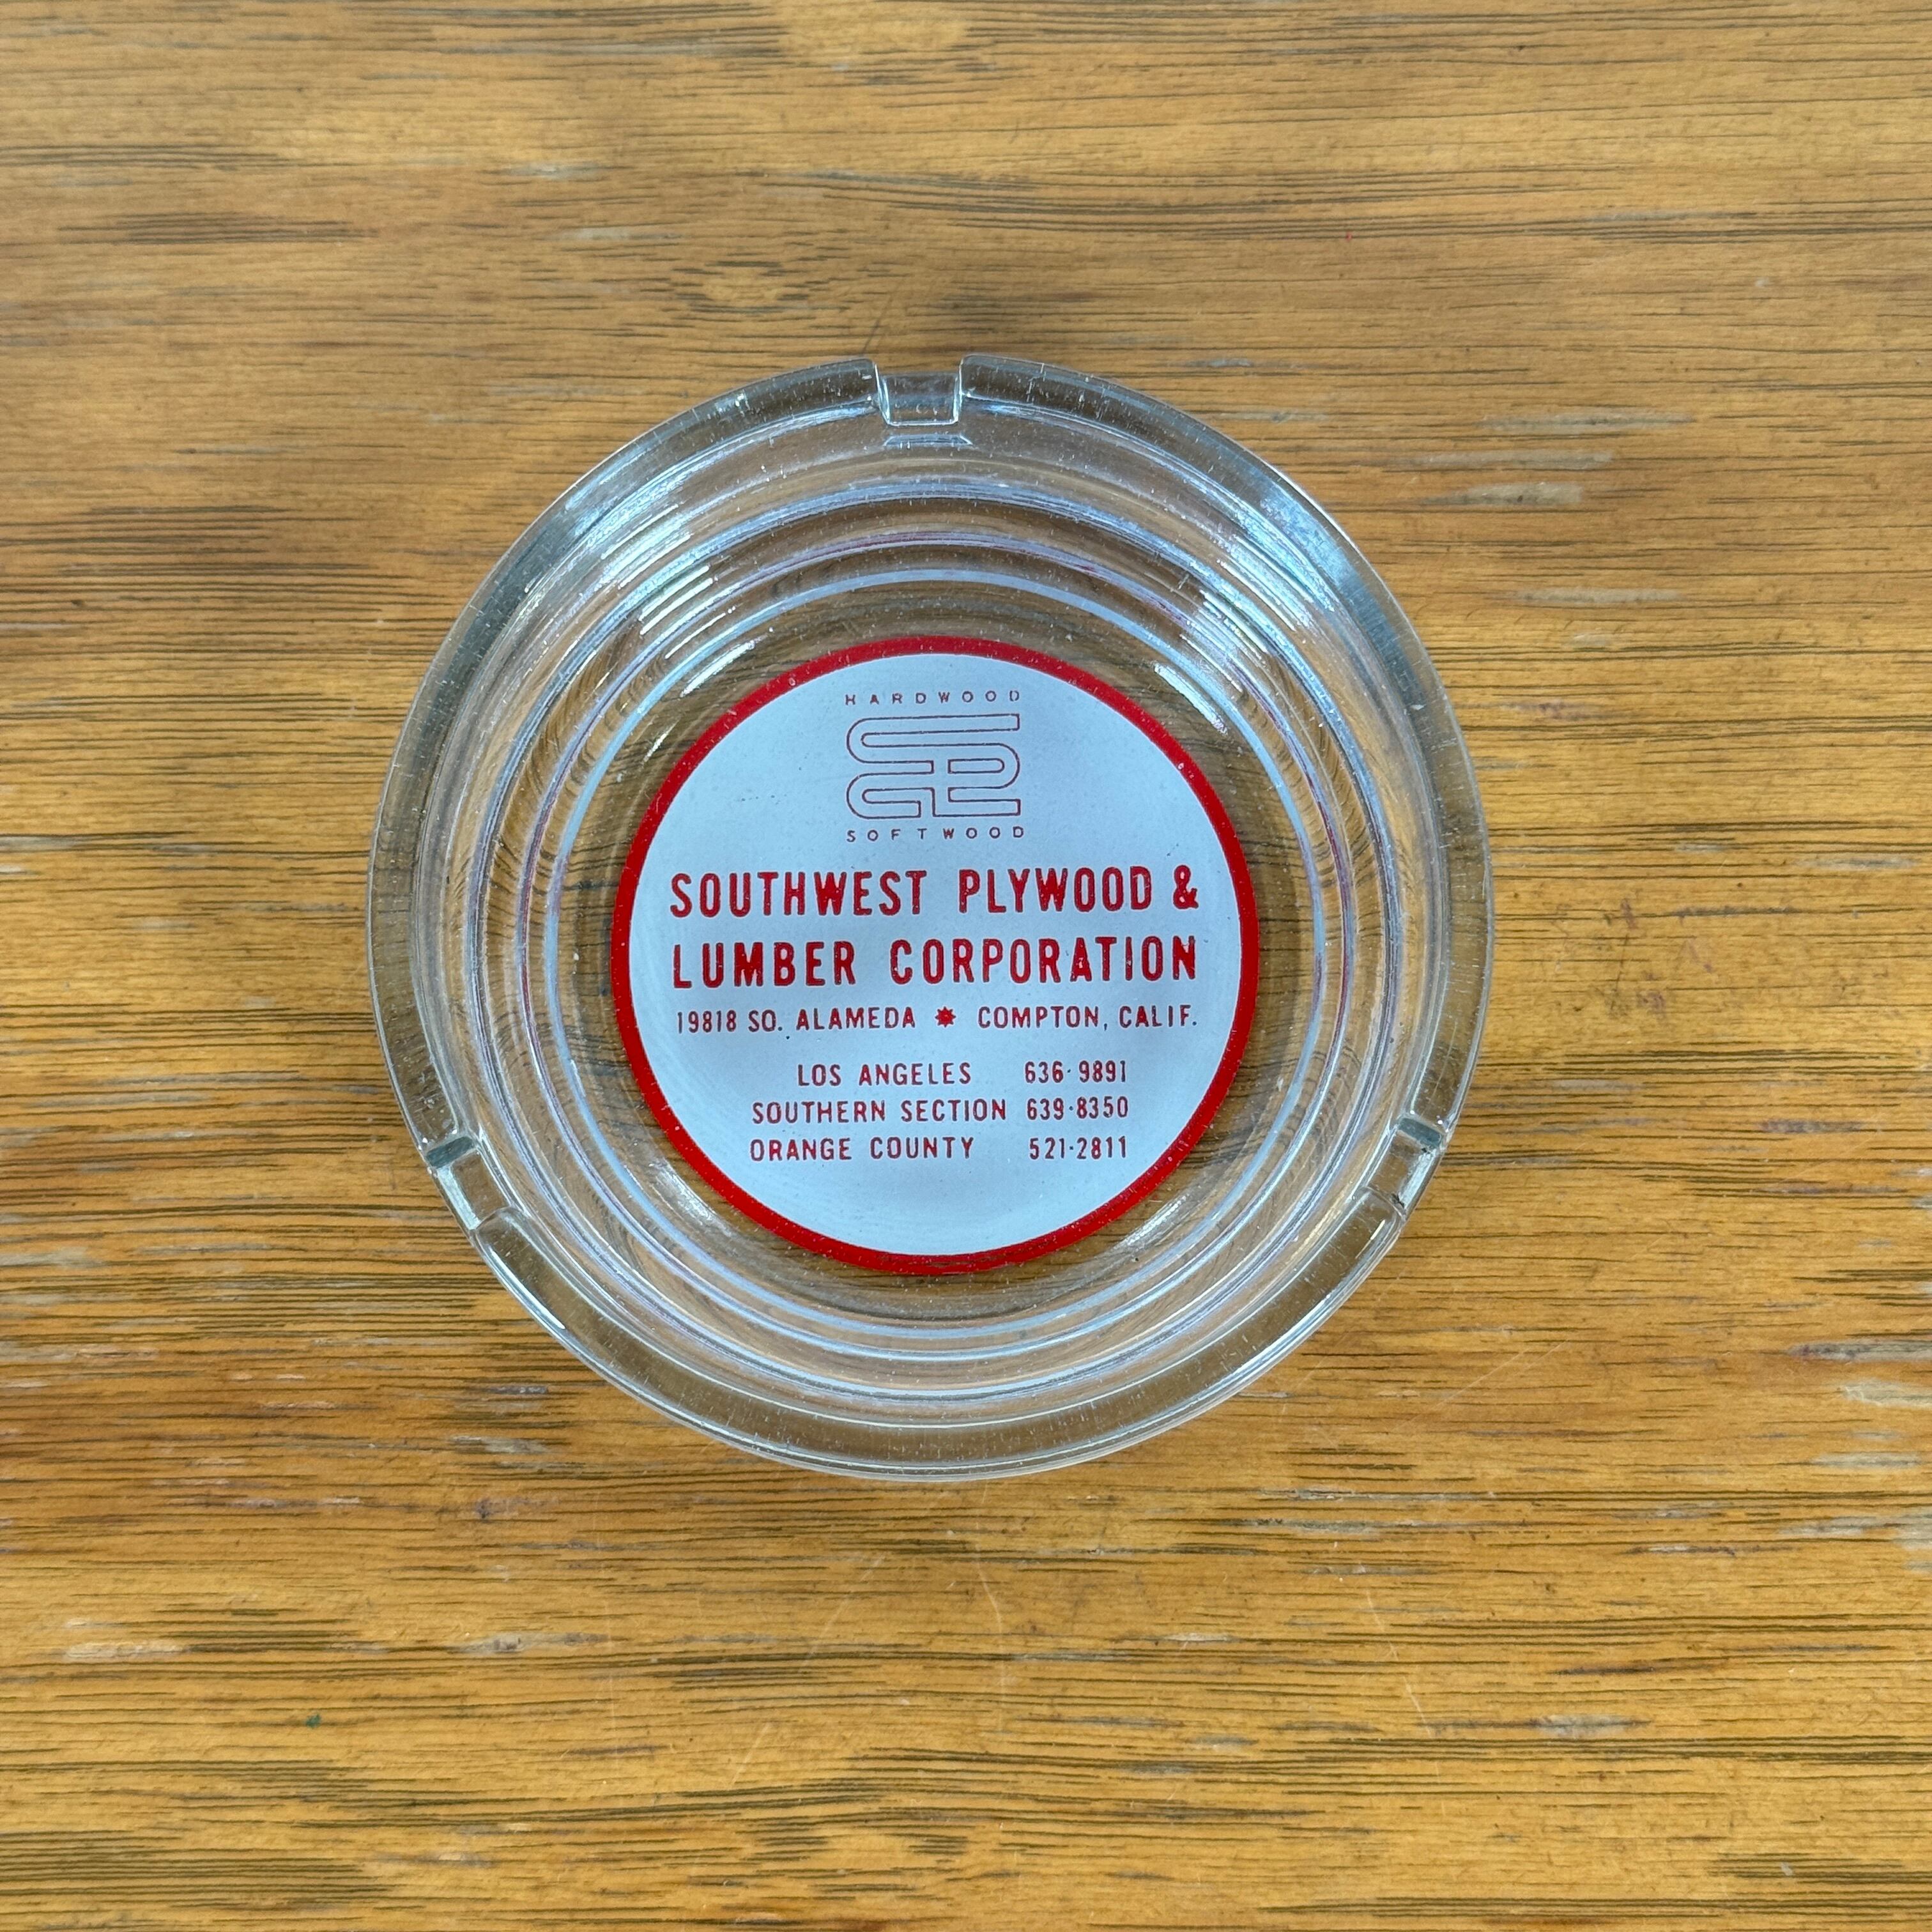 HARDWOOD
SOFTWOOD
SOUTHWEST PLYWOOD &
LUMBER CORPORATION
19818 SO. ALAMEDA * COMPTON, CALIF.
LOS ANGELES 636-9891
SOUTHERN SECTION 639-8350
ORANGE COUNTY 521-2811